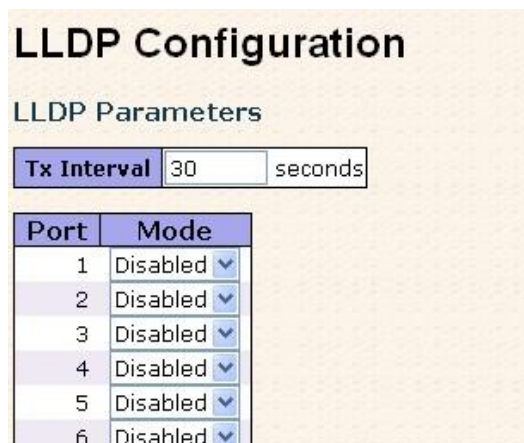 LLDP Configuration
LLDP Parameters
Tx Interval 30 seconds
Port Mode
1 Disabled
2 Disabled
3 Disabled
4 Disabled
5 Disabled
6 Disabled